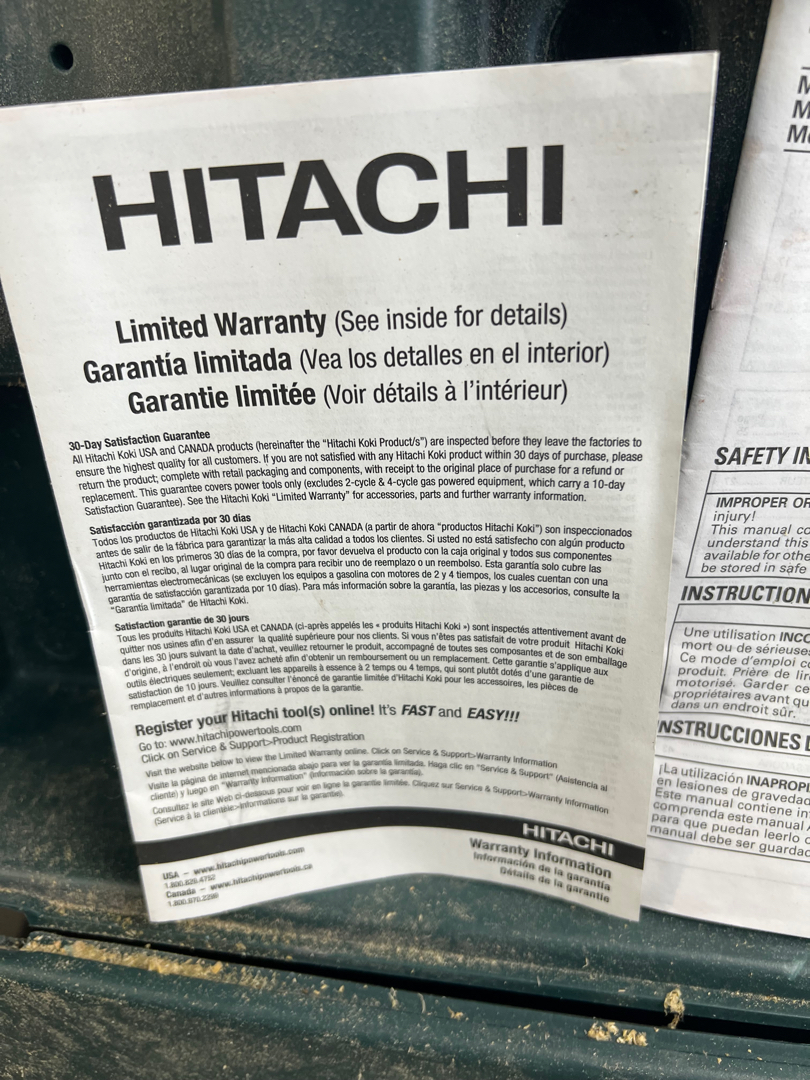 HITACHI
Limited Warranty (See inside for details)
Garantía limitada (Vea los detalles en el interior)
Garantie limitée (Voir détails à l'intérieur)
30-Day Satisfaction Guarantee
All Hitachi Koki USA and CANADA products (hereinafter the "Hitachi Koki Product/s") are inspected before they leave the factories to
ensure the highest quality for all customers. If you are not satisfied with any Hitachi Koki product within 30 days of purchase, please
return the product; complete with retail packaging and components, with receipt to the original place of purchase for a refund or
replacement. This guarantee covers power tools only (excludes 2-cycle & 4-cycle gas powered equipment, which carry a 10-day
Satisfaction Guarantee). See the Hitachi Koki "Limited Warranty" for accessories, parts and further warranty information.
Satisfacción garantizada por 30 días
Todos los productos de Hitachi Koki USA y de Hitachi Koki CANADA (a partir de ahora "productos Hitachi Koki") son inspeccionados
antes de salir de la fábrica para garantizar la más alta calidad a todos los clientes. Si usted no está satisfecho con algún producto
Hitachi Koki en los primeros 30 días de la compra, por favor devuelva el producto con la caja original y todos sus componentes
junto con el recibo, al lugar original de la compra para recibir uno de reemplazo o un reembolso. Esta garantía solo cubre las
herramientas electromecánicas (se excluyen los equipos a gasolina con motores de 2 y 4 tiempos, los cuales cuentan con una
garantía de satisfacción garantizada por 10 días). Para más información sobre la garantía, las piezas y los accesorios, consulte la
"Garantía limitada" de Hitachi Koki.
Satisfaction garantie de 30 jours
Tous les produits Hitachi Koki USA et CANADA (ci-après appelés les « produits Hitachi Koki ») sont inspectés attentivement avant de
quitter nos usines afin d'en assurer la qualité supérieure pour nos clients. Si vous n'êtes pas satisfait de votre produit Hitachi Koki
dans les 30 jours suivant la date d'achat, veuillez retourner le produit, accompagné de toutes ses composantes et de son emballage
d'origine, à l'endroit où vous l'avez acheté afin d'obtenir un remboursement ou un remplacement. Cette garantie s'applique aux
outils électriques seulement; excluant les appareils à essence à 2 temps ou 4 temps, qui sont plutôt dotés d'une garantie de
satisfaction de 10 jours. Veuillez consulter l'énoncé de garantie limitée d'Hitachi Koki pour les accessoires, les pièces de
remplacement et d'autres informations à propos de la garantie.
Register your Hitachi tool(s) online! It's FAST and EASY!!!
Go to: www.hitachipowertools.com
Click on Service & Support>Product Registration
Visit the website below to view the Limited Warranty online. Click on Service & Support>Warranty Information
Visite la página de internet mencionada abajo para ver la garantía limitada. Haga clic en "Service & Support" (Asistencia al
cliente) y luego en "Warranty Information" (Información sobre la garantía).
Consultez le site Web ci-dessous pour voir en ligne la garantie limitée. Cliquez sur Service & Support>Warranty Information
(Service à la clientèle>Informations sur la garantie).
HITACHI
Warranty Information
Información de la garantía
Détails de la garantie
USA – www.hitachipowertools.com
1.800.829.4752
Canada – www.hitachipowertools.ca
1.800.970.2299
M
M
Mo
SAFETY IN
IMPROPER OR
injury!
This manual co
understand this
available for othe
be stored in safe
INSTRUCTION
Une utilisation INCO
mort ou de sérieuse
Ce mode d'emploi co
produit. Prière de lir
motorisé. Garder ce
propriétaires avant qu
dans un endroit sûr.
INSTRUCCIONES D
¡La utilización INAPROPI
en lesiones de gravedad
Este manual contiene in
comprenda este manual
para que puedan leerlo
manual debe ser guardad